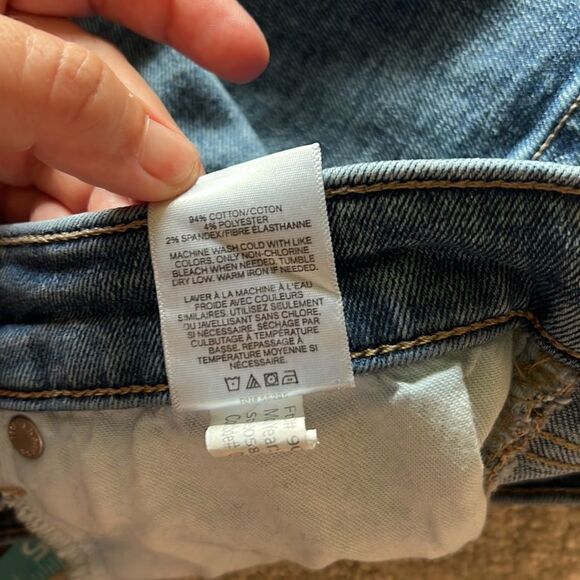 94% COTTON/COTON
4% POLYESTER
2% SPANDEX/FIBRE ÉLASTHANNE
MACHINE WASH COLD WITH LIKE
COLORS. ONLY NON-CHLORINE
BLEACH WHEN NEEDED. TUMBLE
DRY LOW. WARM IRON IF NEEDED.
LAVER À LA MACHINE À L'EAU
FROIDE AVEC COULEURS
SIMILAIRES. UTILISEZ SEULEMENT
DU JAVELLISANT SANS CHLORE,
SI NÉCESSAIRE. SÉCHAGE PAR
CULBUTAGE À TEMPÉRATURE
BASSE. REPASSAGE À
TEMPÉRATURE MOYENNE SI
NÉCESSAIRE.